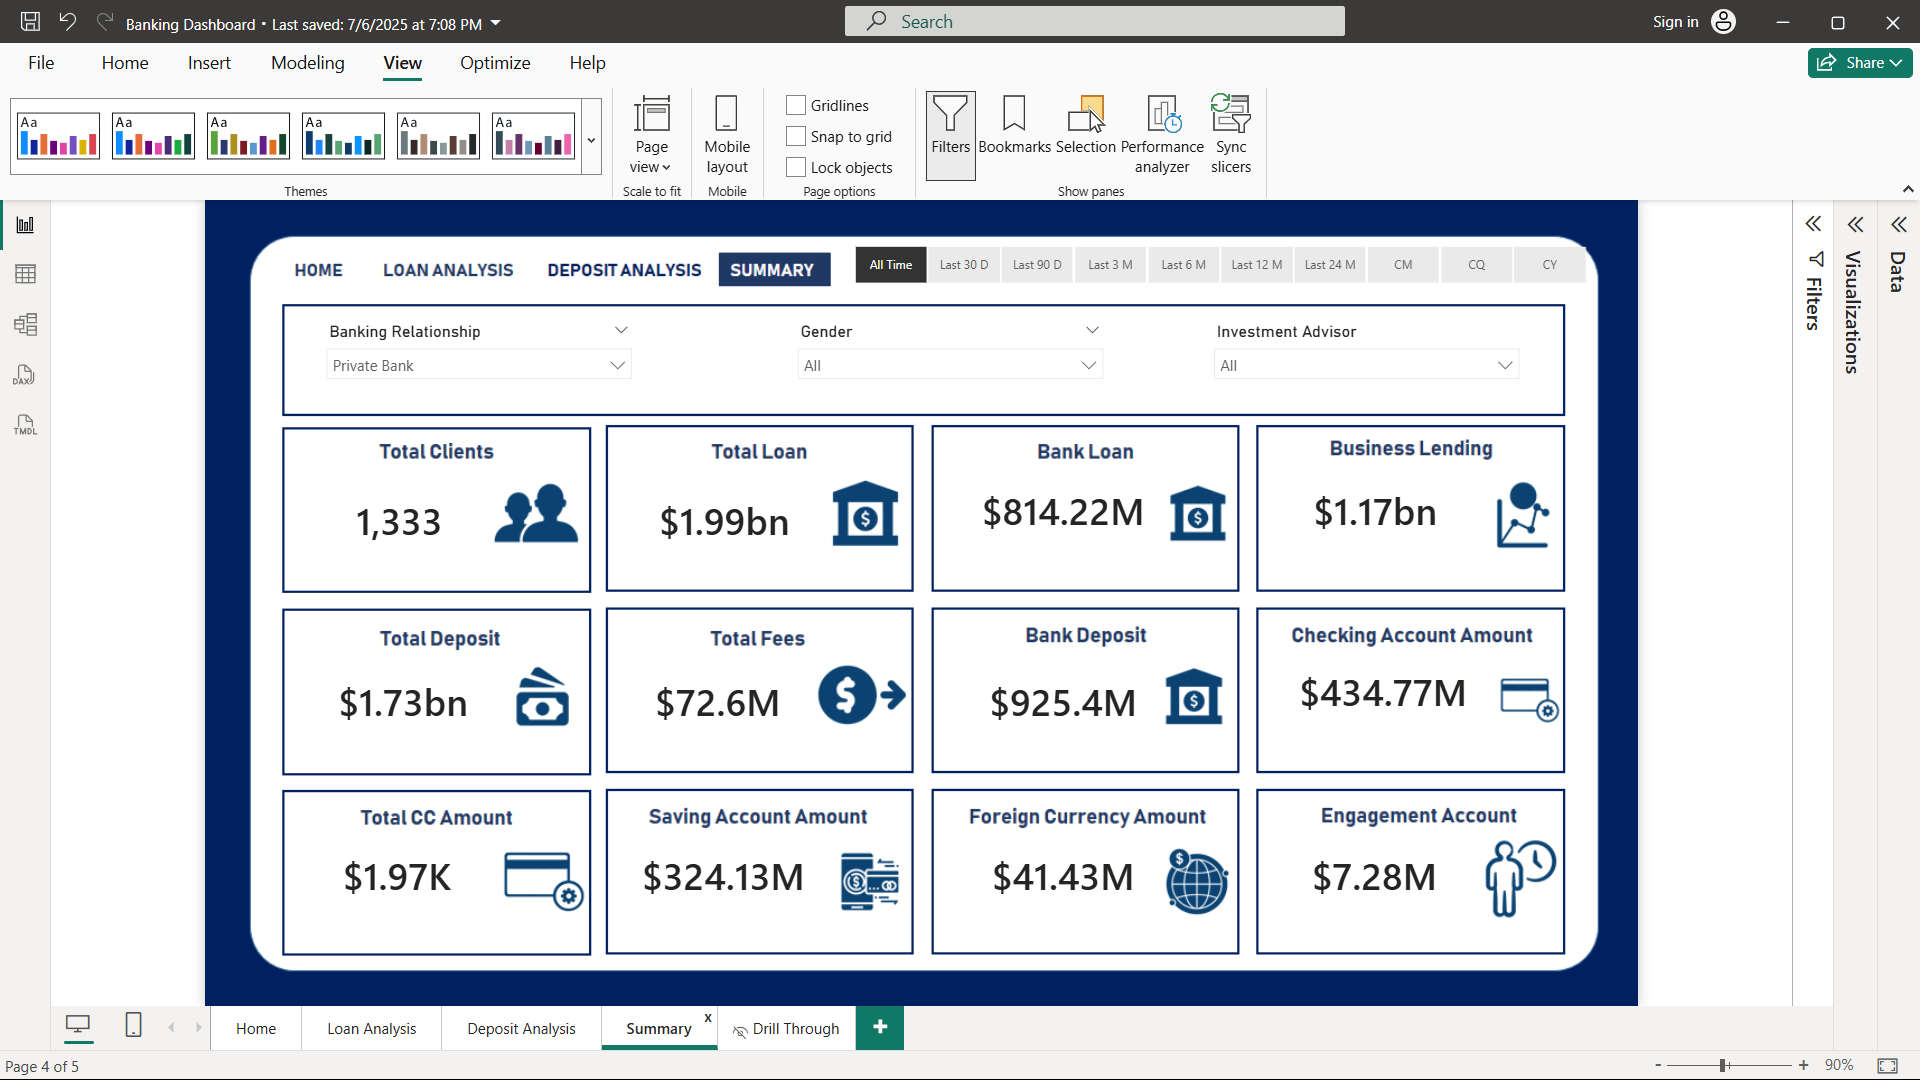 Banking Dashboard • Last saved: 7/6/2025 at 7:08 PM
Search
Sign in
File Home Insert Modeling View Optimize Help
Share
Aa Aa Aa Aa Aa Aa
Themes
Page view
Scale to fit
Mobile layout
Mobile
Gridlines
Snap to grid
Lock objects
Page options
Filters
Bookmarks
Selection
Performance analyzer
Sync slicers
Show panes
DAX
TMDL
HOME LOAN ANALYSIS DEPOSIT ANALYSIS SUMMARY
All Time Last 30 D Last 90 D Last 3 M Last 6 M Last 12 M Last 24 M CM CQ CY
Banking Relationship
Private Bank
Gender
All
Investment Advisor
All
Total Clients
1,333
Total Loan
$1.99bn
Bank Loan
$814.22M
Business Lending
$1.17bn
Total Deposit
$1.73bn
Total Fees
$72.6M
Bank Deposit
$925.4M
Checking Account Amount
$434.77M
Total CC Amount
$1.97K
Saving Account Amount
$324.13M
Foreign Currency Amount
$41.43M
Engagement Account
$7.28M
Filters
Visualizations
Data
Home Loan Analysis Deposit Analysis Summary x Drill Through +
Page 4 of 5
- + 90%